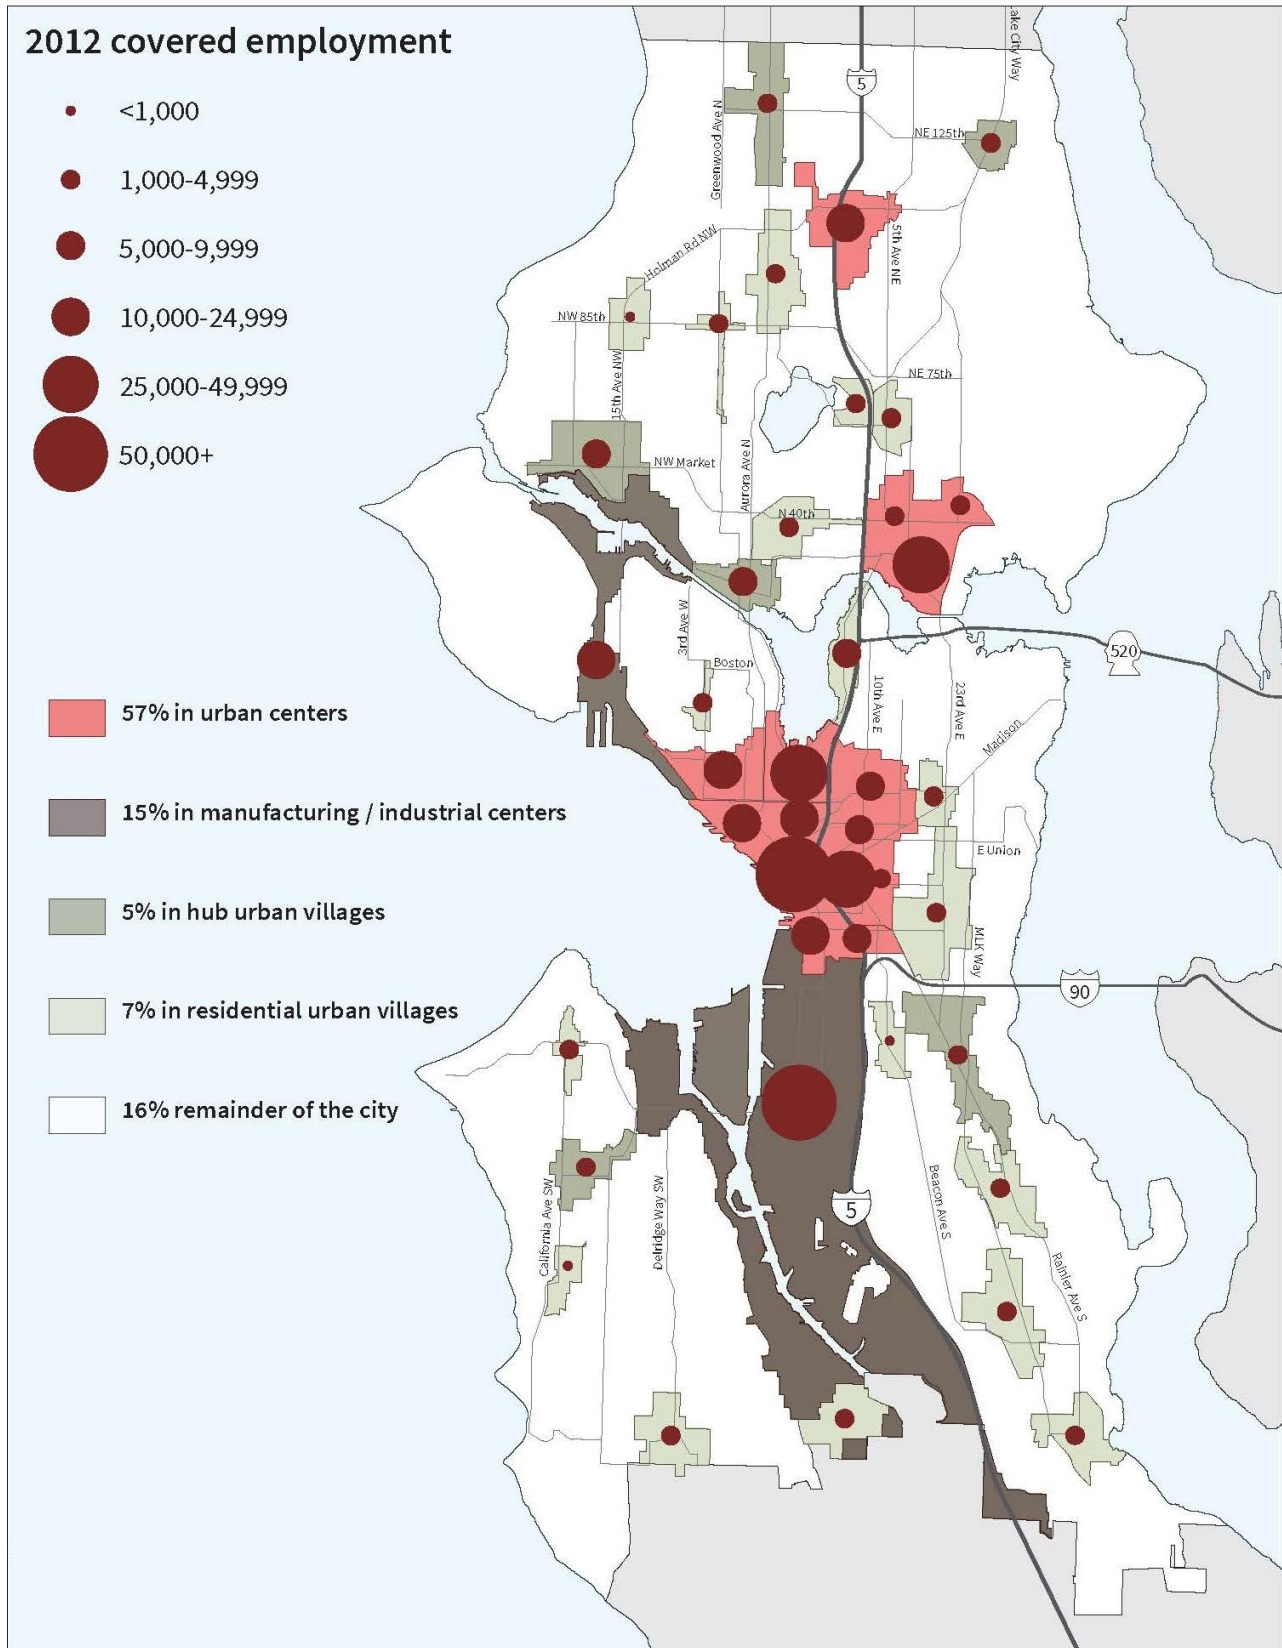 2012 covered employment
<1,000
1,000-4,999
5,000-9,999
10,000-24,999
25,000-49,999
50,000+
57% in urban centers
15% in manufacturing / industrial centers
5% in hub urban villages
7% in residential urban villages
16% remainder of the city
Lake City Way
5
NE 125th
Greenwood Ave N
5th Ave NE
Holman Rd NW
NW 85th
15th Ave NW
NE 75th
Aurora Ave N
NW Market
N 40th
3rd Ave W
Boston
520
10th Ave E
23rd Ave E
Madison
E Union
MLK Way
90
5
Beacon Ave S
California Ave SW
Delridge Way SW
Rainier Ave S